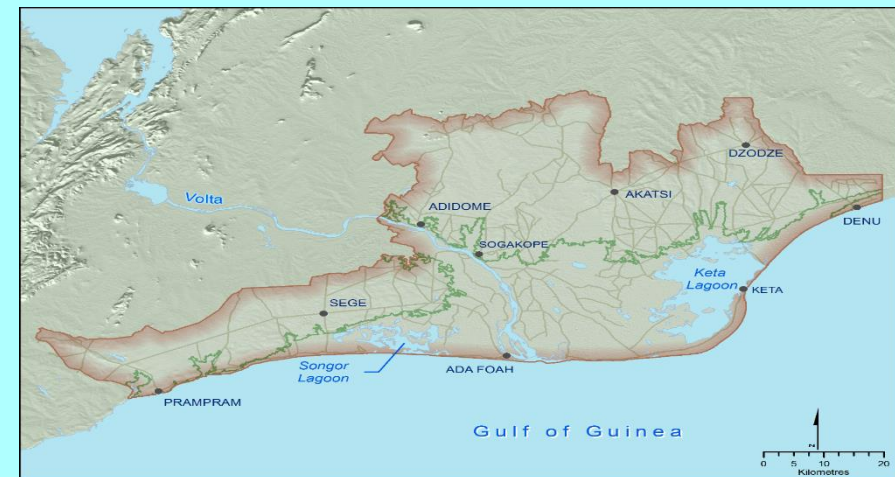 DZODZE
Volta
AKATSI
ADIDOME
DENU
SOGAKOPE
Keta
Lagoon
KETA
SEGE
Songor
Lagoon
ADA FOAH
PRAMPRAM
Gulf of Guinea
0 5 10 20
Kilometres